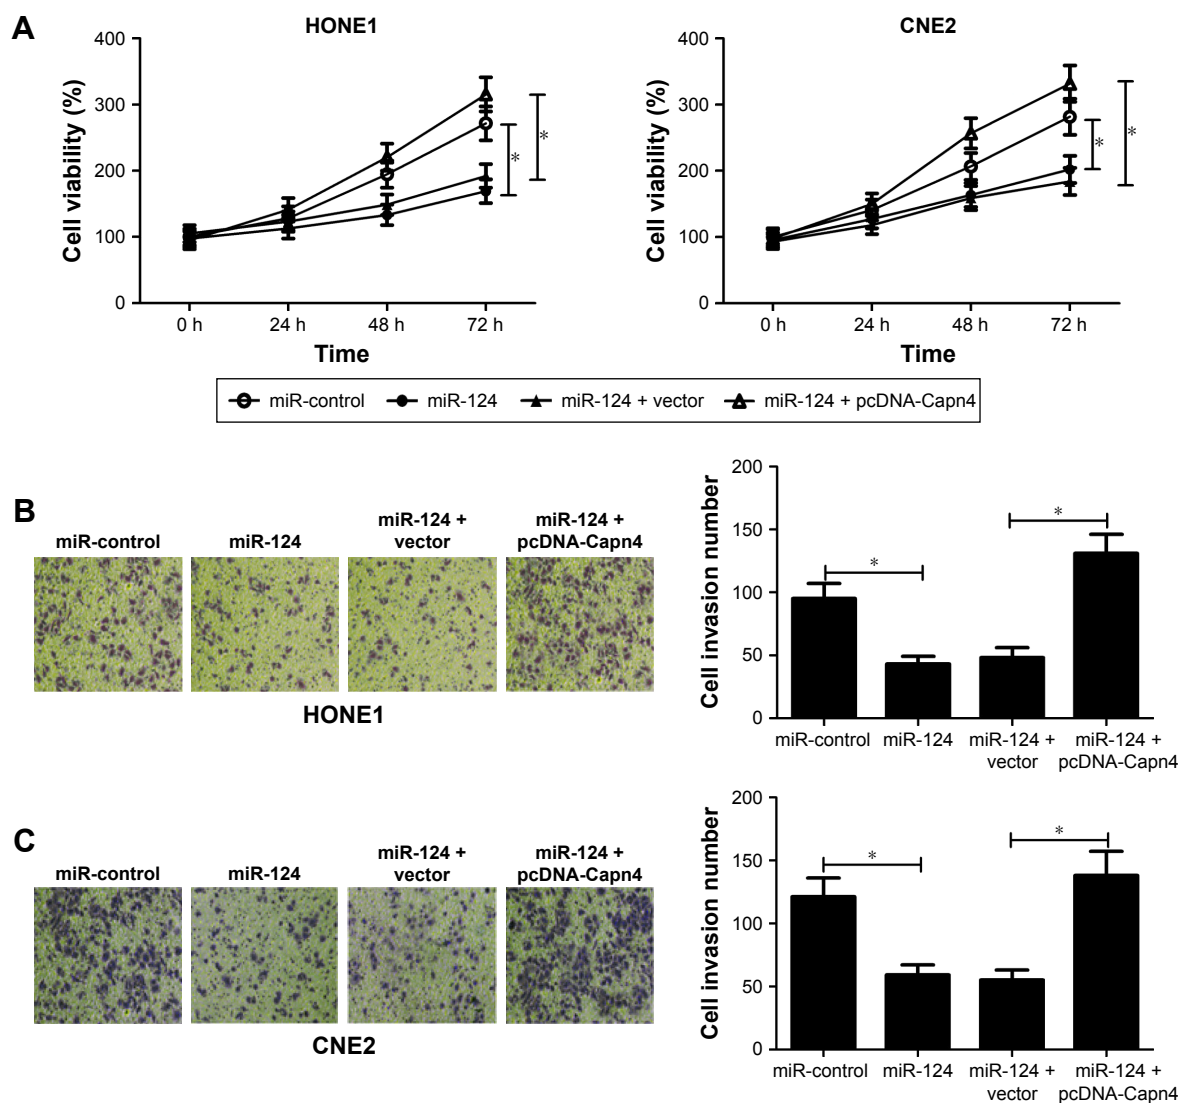 A
HONE1
Cell viability (%)
400
300
200
100
0
0 h 24 h 48 h 72 h
Time
*
*
CNE2
Cell viability (%)
400
300
200
100
0
0 h 24 h 48 h 72 h
Time
*
*
miR-control miR-124 miR-124 + vector miR-124 + pcDNA-Capn4
B
miR-control miR-124 miR-124 + vector miR-124 + pcDNA-Capn4
HONE1
Cell invasion number
200
150
100
50
0
*
*
miR-control miR-124 miR-124 + vector miR-124 + pcDNA-Capn4
C
miR-control miR-124 miR-124 + vector miR-124 + pcDNA-Capn4
CNE2
Cell invasion number
200
150
100
50
0
*
*
miR-control miR-124 miR-124 + vector miR-124 + pcDNA-Capn4